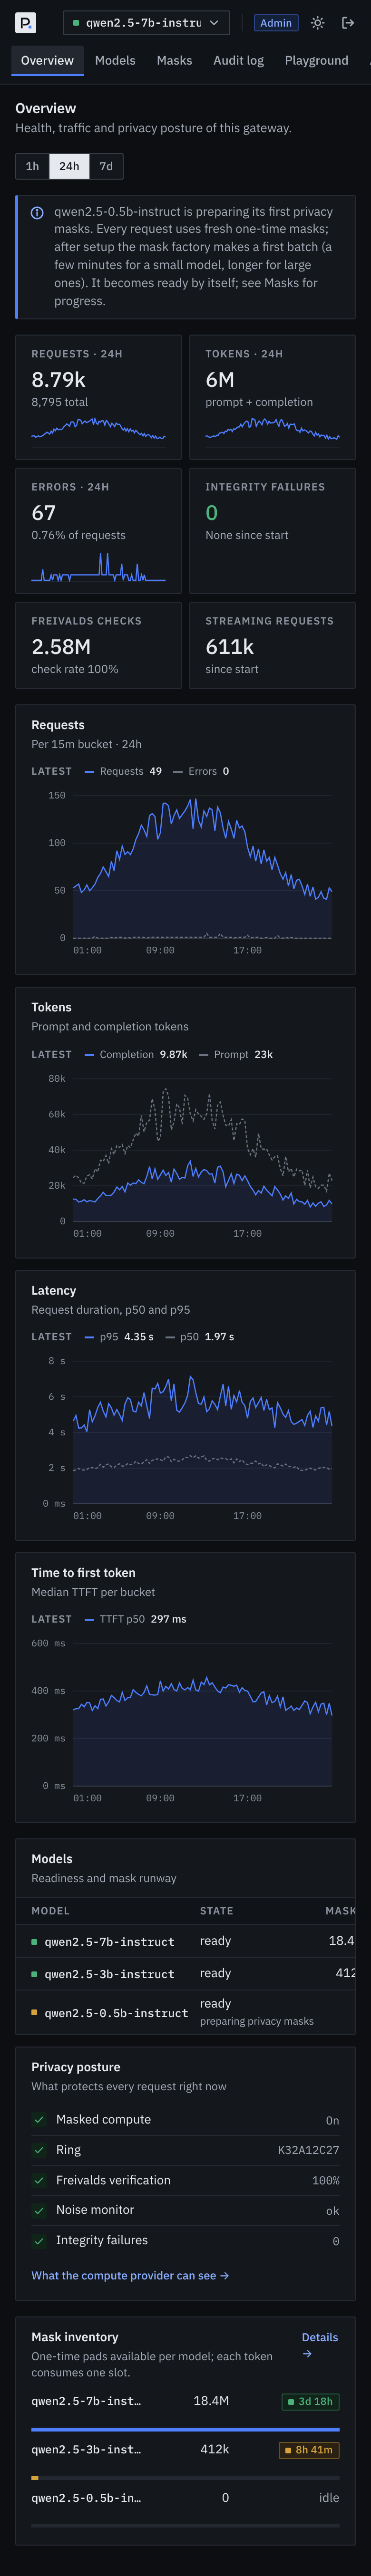 P.
qwen2.5-7b-instru
Admin
Overview Models Masks Audit log Playground
Overview
Health, traffic and privacy posture of this gateway.
1h 24h 7d
qwen2.5-0.5b-instruct is preparing its first privacy
masks. Every request uses fresh one-time masks;
after setup the mask factory makes a first batch (a
few minutes for a small model, longer for large
ones). It becomes ready by itself; see Masks for
progress.
REQUESTS · 24H
8.79k
8,795 total
TOKENS · 24H
6M
prompt + completion
ERRORS · 24H
67
0.76% of requests
INTEGRITY FAILURES
0
None since start
FREIVALDS CHECKS
2.58M
check rate 100%
STREAMING REQUESTS
611k
since start
Requests
Per 15m bucket · 24h
LATEST Requests 49 Errors 0
150
100
50
0
01:00 09:00 17:00
Tokens
Prompt and completion tokens
LATEST Completion 9.87k Prompt 23k
80k
60k
40k
20k
0
01:00 09:00 17:00
Latency
Request duration, p50 and p95
LATEST p95 4.35 s p50 1.97 s
8 s
6 s
4 s
2 s
0 ms
01:00 09:00 17:00
Time to first token
Median TTFT per bucket
LATEST TTFT p50 297 ms
600 ms
400 ms
200 ms
0 ms
01:00 09:00 17:00
Models
Readiness and mask runway
MODEL STATE MASK
qwen2.5-7b-instruct ready 18.4
qwen2.5-3b-instruct ready 412
qwen2.5-0.5b-instruct ready
preparing privacy masks
Privacy posture
What protects every request right now
Masked compute On
Ring K32A12C27
Freivalds verification 100%
Noise monitor ok
Integrity failures 0
What the compute provider can see →
Mask inventory
Details →
One-time pads available per model; each token
consumes one slot.
qwen2.5-7b-inst… 18.4M 3d 18h
qwen2.5-3b-inst… 412k 8h 41m
qwen2.5-0.5b-in… 0 idle